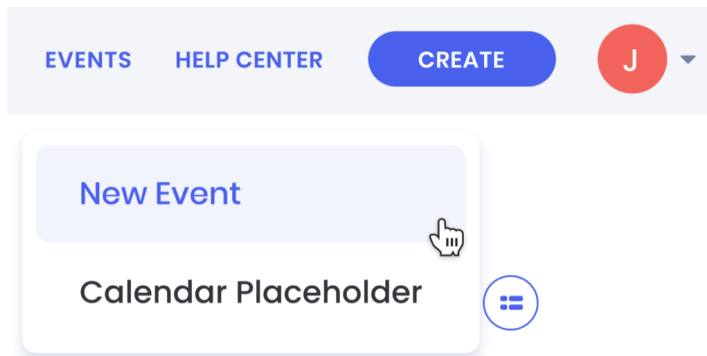 EVENTS HELP CENTER CREATE J
New Event
Calendar Placeholder